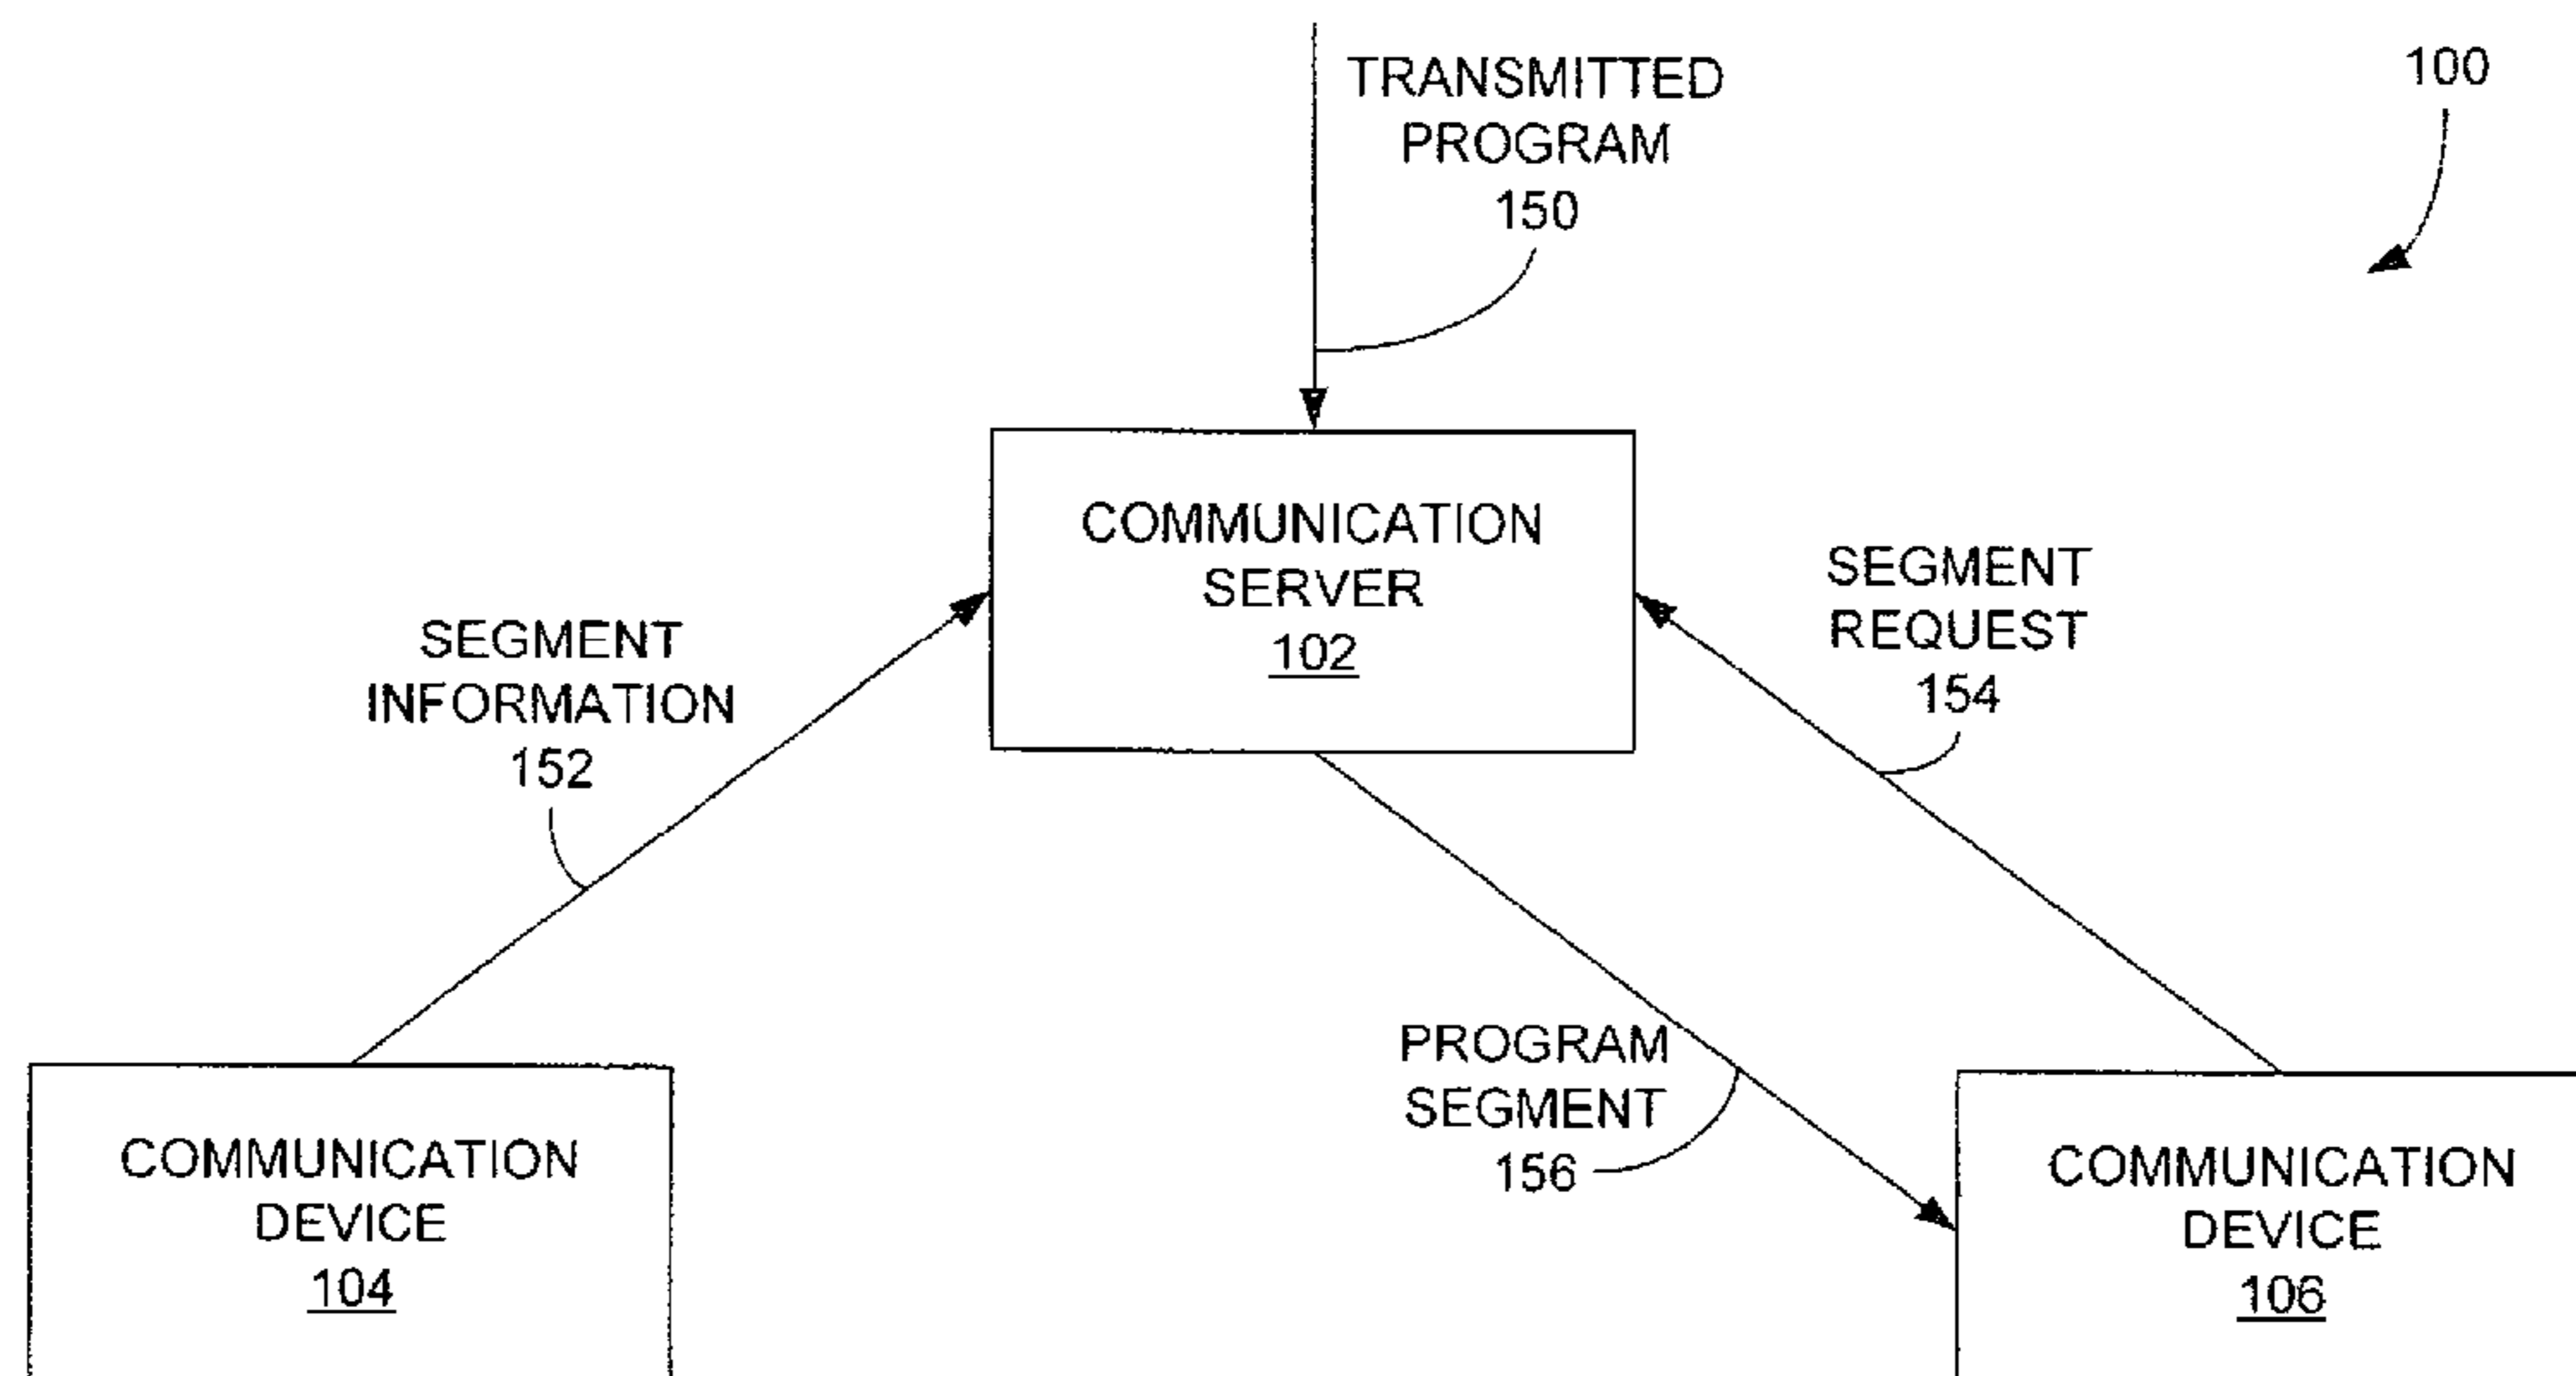 TRANSMITTED
PROGRAM
150
100
COMMUNICATION
SERVER
102
SEGMENT
INFORMATION
152
SEGMENT
REQUEST
154
PROGRAM
SEGMENT
156
COMMUNICATION
DEVICE
104
COMMUNICATION
DEVICE
106